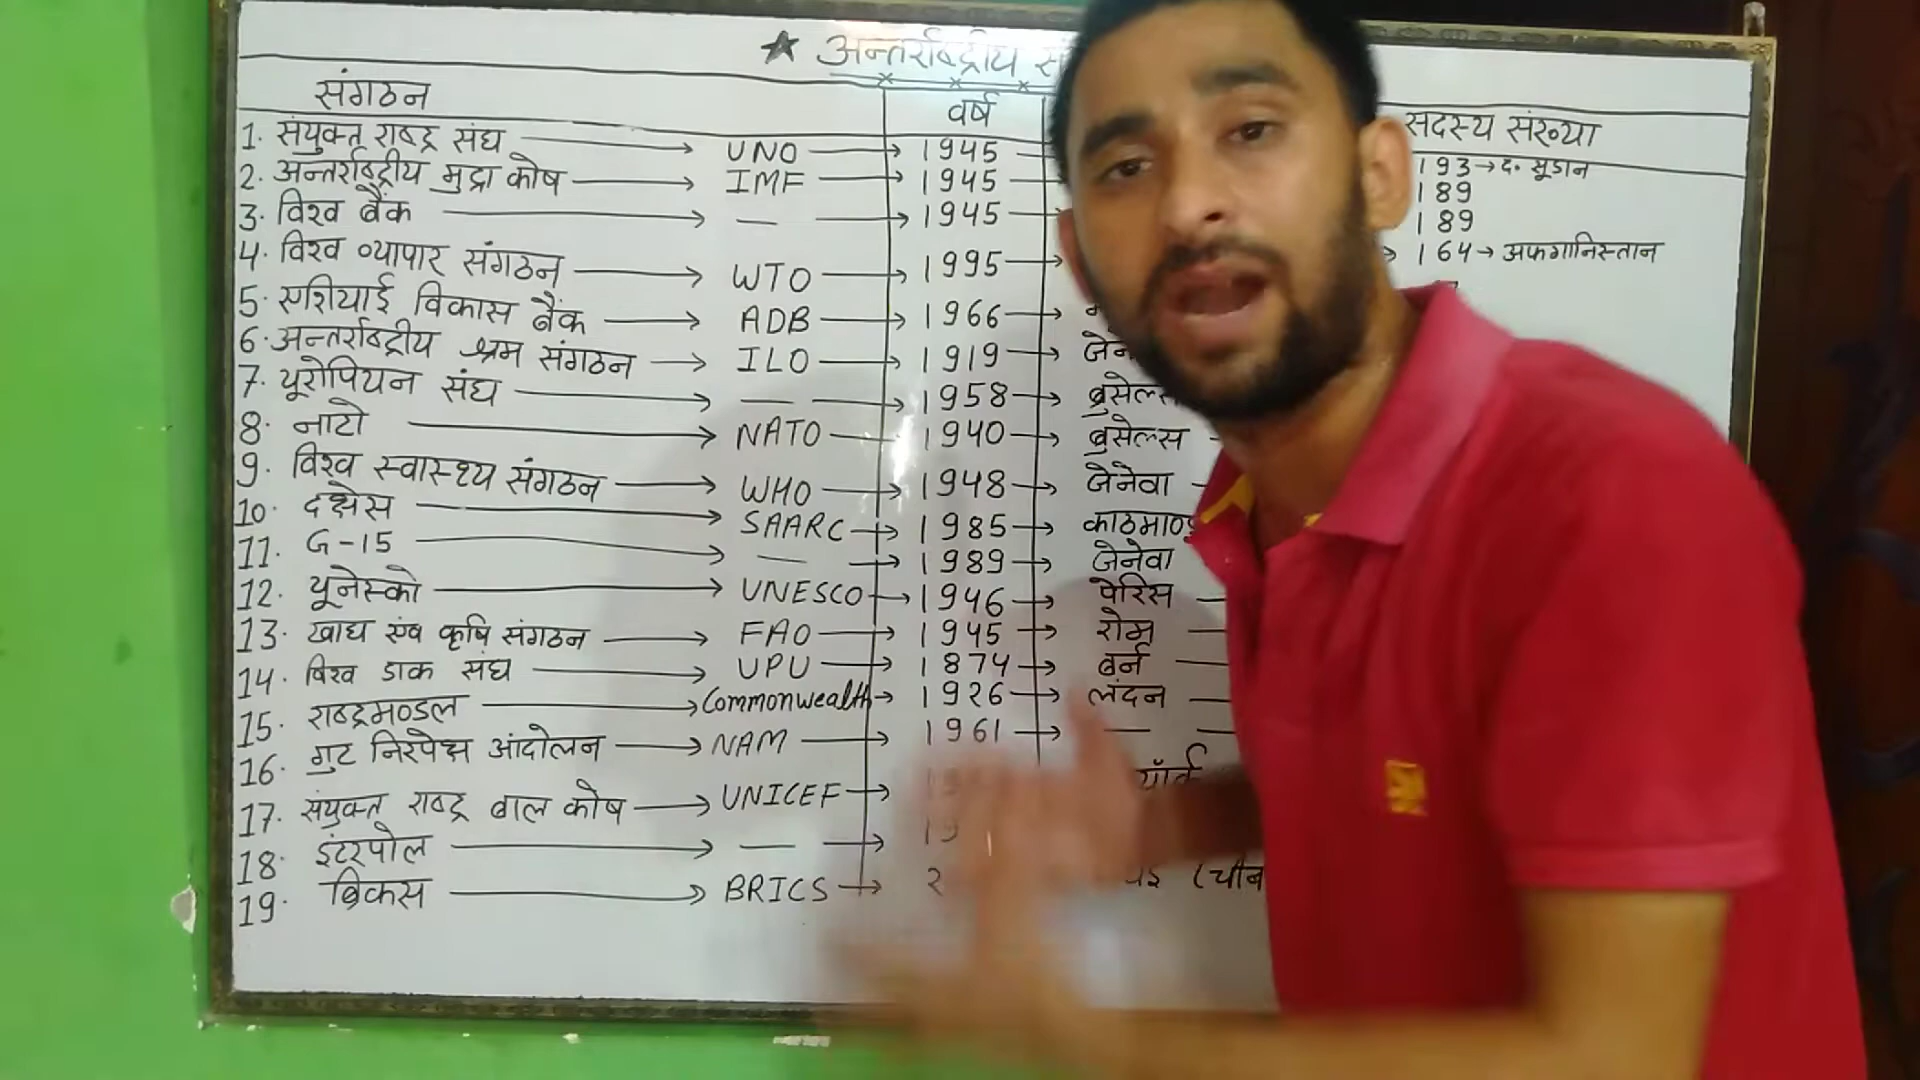 ★ अन्तर्राष्ट्रीय
संगठन वर्ष सदस्य संख्या
1. संयुक्त राष्ट्र संघ → UNO → 1945 193 → द. सूडान
2. अन्तर्राष्ट्रीय मुद्रा कोष → IMF → 1945 189
3. विश्व बैंक → — → 1945 189
4. विश्व व्यापार संगठन → WTO → 1995 → 164 → अफगानिस्तान
5. एशियाई विकास बैंक → ADB → 1966 →
6. अन्तर्राष्ट्रीय श्रम संगठन → ILO → 1919 →
7. यूरोपियन संघ → — → 1958 →
8. नाटो → NATO → 1940 → ब्रुसेल्स
9. विश्व स्वास्थ्य संगठन → WHO → 1948 → जेनेवा
10. दक्षेस → SAARC → 1985 →
11. G-15 → — → 1989 → जेनेवा
12. यूनेस्को → UNESCO → 1946 → पेरिस
13. खाद्य एंव कृषि संगठन → FAO → 1945 → रोम
14. विश्व डाक संघ → UPU → 1874 → बर्न
15. राष्ट्रमण्डल → Commonwealth → 1926 → लंदन
16. गुट निरपेक्ष आंदोलन → NAM → 1961 → —
17. संयुक्त राष्ट्र बाल कोष → UNICEF → यॉर्क
18. इंटरपोल → — →
19. ब्रिकस → BRICS →